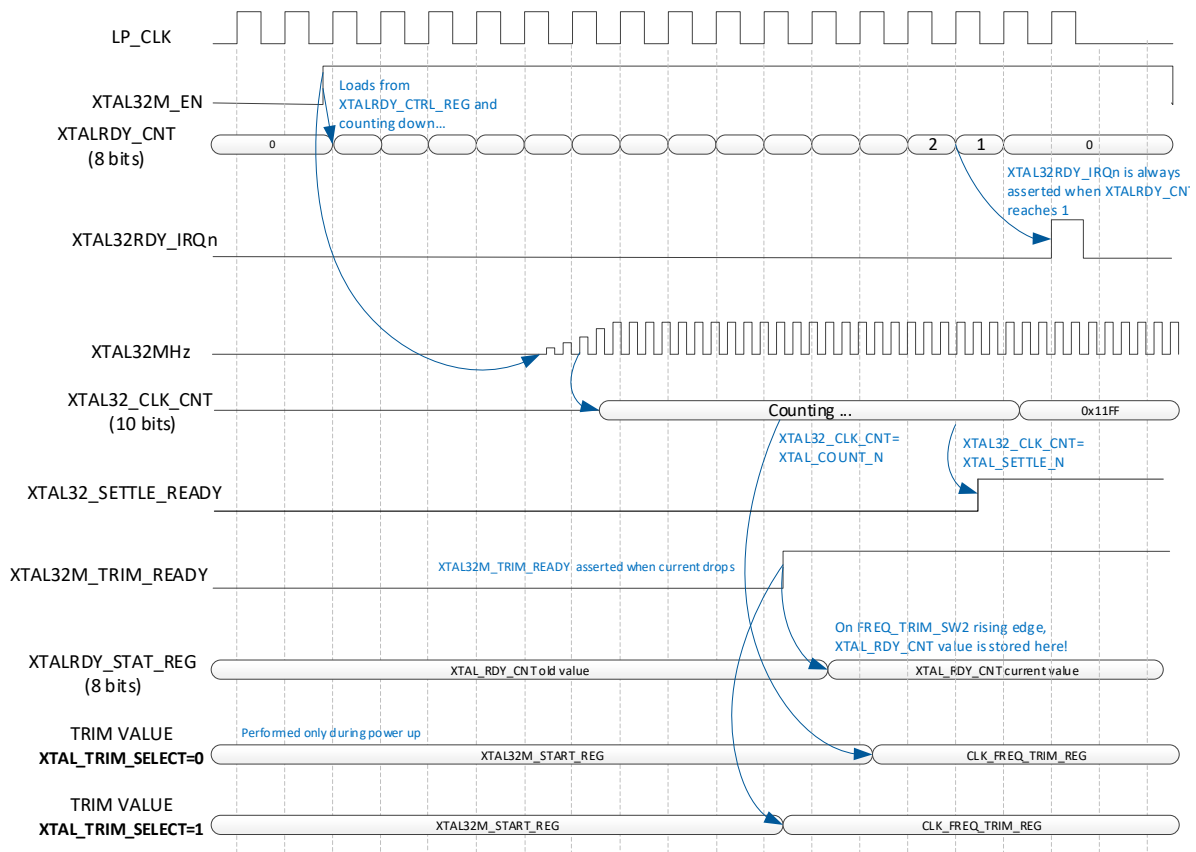 LP_CLK
XTAL32M_EN
Loads from
XTALRDY_CTRL_REG and
counting down…
XTALRDY_CNT
(8 bits)
0
2
1
0
XTAL32RDY_IRQn is always
asserted when XTALRDY_CNT
reaches 1
XTAL32RDY_IRQn
XTAL32MHz
XTAL32_CLK_CNT
(10 bits)
Counting ...
0x11FF
XTAL32_CLK_CNT=
XTAL_COUNT_N
XTAL32_CLK_CNT=
XTAL_SETTLE_N
XTAL32_SETTLE_READY
XTAL32M_TRIM_READY
XTAL32M_TRIM_READY asserted when current drops
On FREQ_TRIM_SW2 rising edge,
XTAL_RDY_CNT value is stored here!
XTALRDY_STAT_REG
(8 bits)
XTAL_RDY_CNT old value
XTAL_RDY_CNT current value
TRIM VALUE
XTAL_TRIM_SELECT=0
Performed only during power up
XTAL32M_START_REG
CLK_FREQ_TRIM_REG
TRIM VALUE
XTAL_TRIM_SELECT=1
XTAL32M_START_REG
CLK_FREQ_TRIM_REG